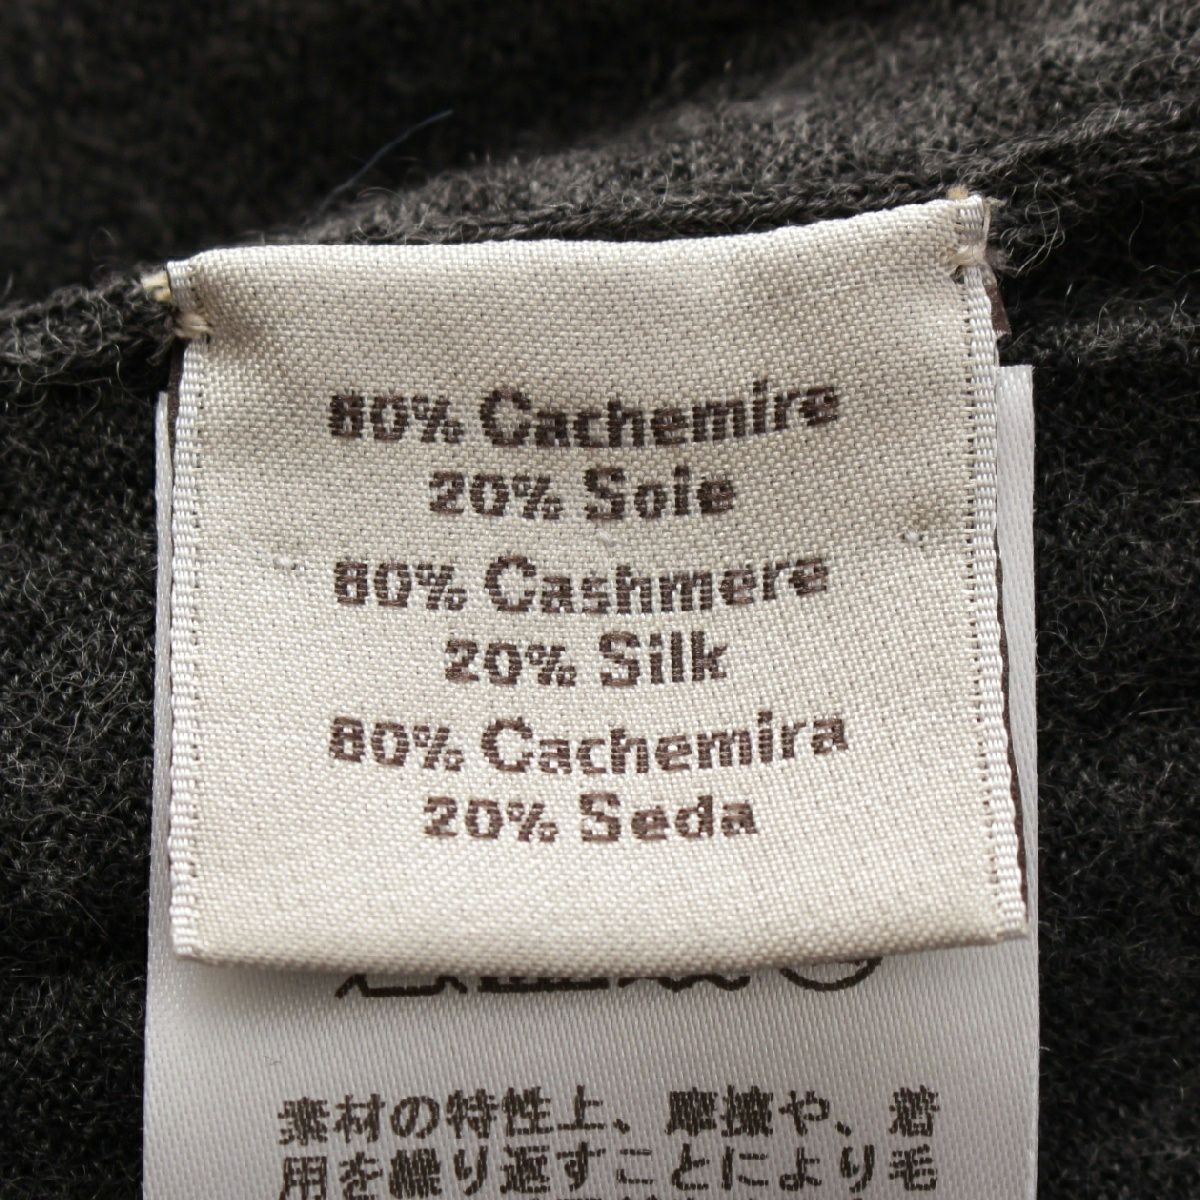 80% Cachemire
20% Soie
80% Cashmere
20% Silk
80% Cachemira
20% Seda
素材の特性上、摩擦や、着
用を繰り返すことにより毛